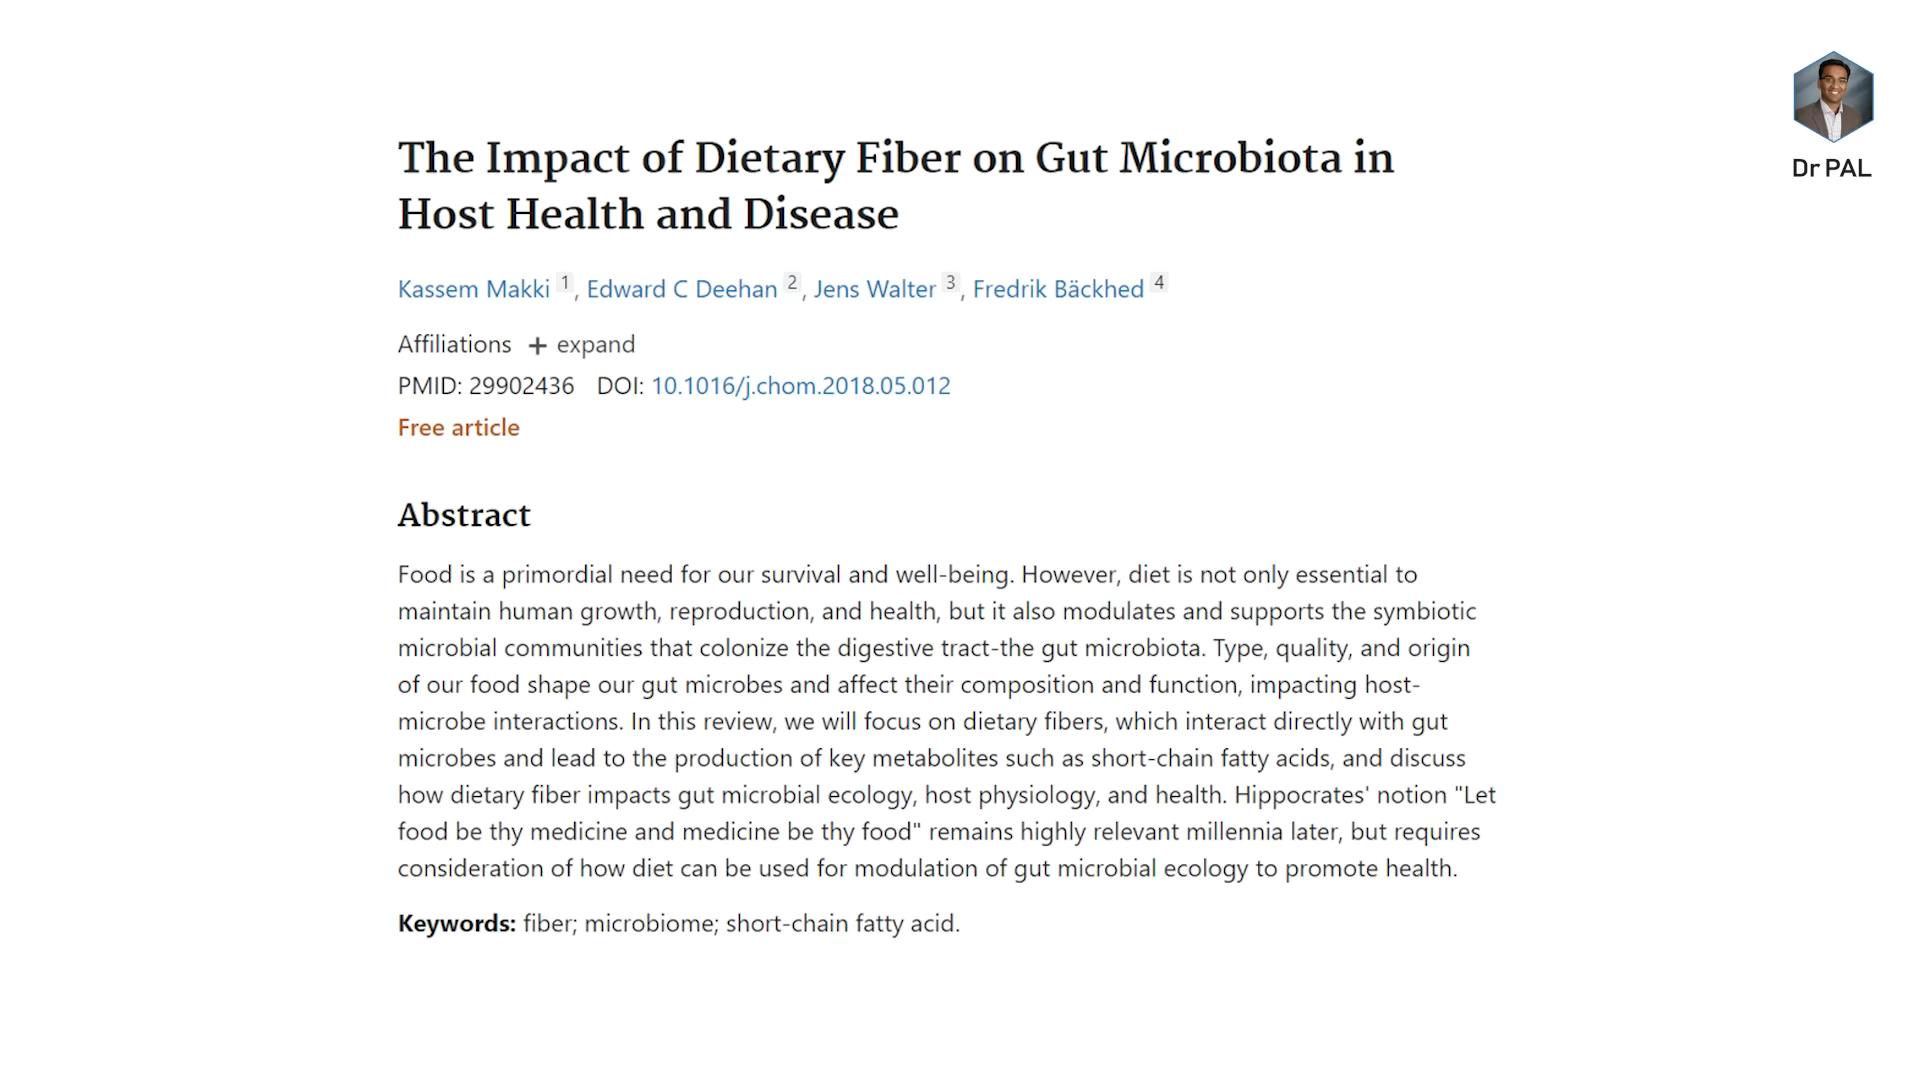 The Impact of Dietary Fiber on Gut Microbiota in
Host Health and Disease
Kassem Makki 1, Edward C Deehan 2, Jens Walter 3, Fredrik Bäckhed 4
Affiliations + expand
PMID: 29902436 DOI: 10.1016/j.chom.2018.05.012
Free article
Abstract
Food is a primordial need for our survival and well-being. However, diet is not only essential to
maintain human growth, reproduction, and health, but it also modulates and supports the symbiotic
microbial communities that colonize the digestive tract-the gut microbiota. Type, quality, and origin
of our food shape our gut microbes and affect their composition and function, impacting host-
microbe interactions. In this review, we will focus on dietary fibers, which interact directly with gut
microbes and lead to the production of key metabolites such as short-chain fatty acids, and discuss
how dietary fiber impacts gut microbial ecology, host physiology, and health. Hippocrates' notion "Let
food be thy medicine and medicine be thy food" remains highly relevant millennia later, but requires
consideration of how diet can be used for modulation of gut microbial ecology to promote health.
Keywords: fiber; microbiome; short-chain fatty acid.
Dr PAL